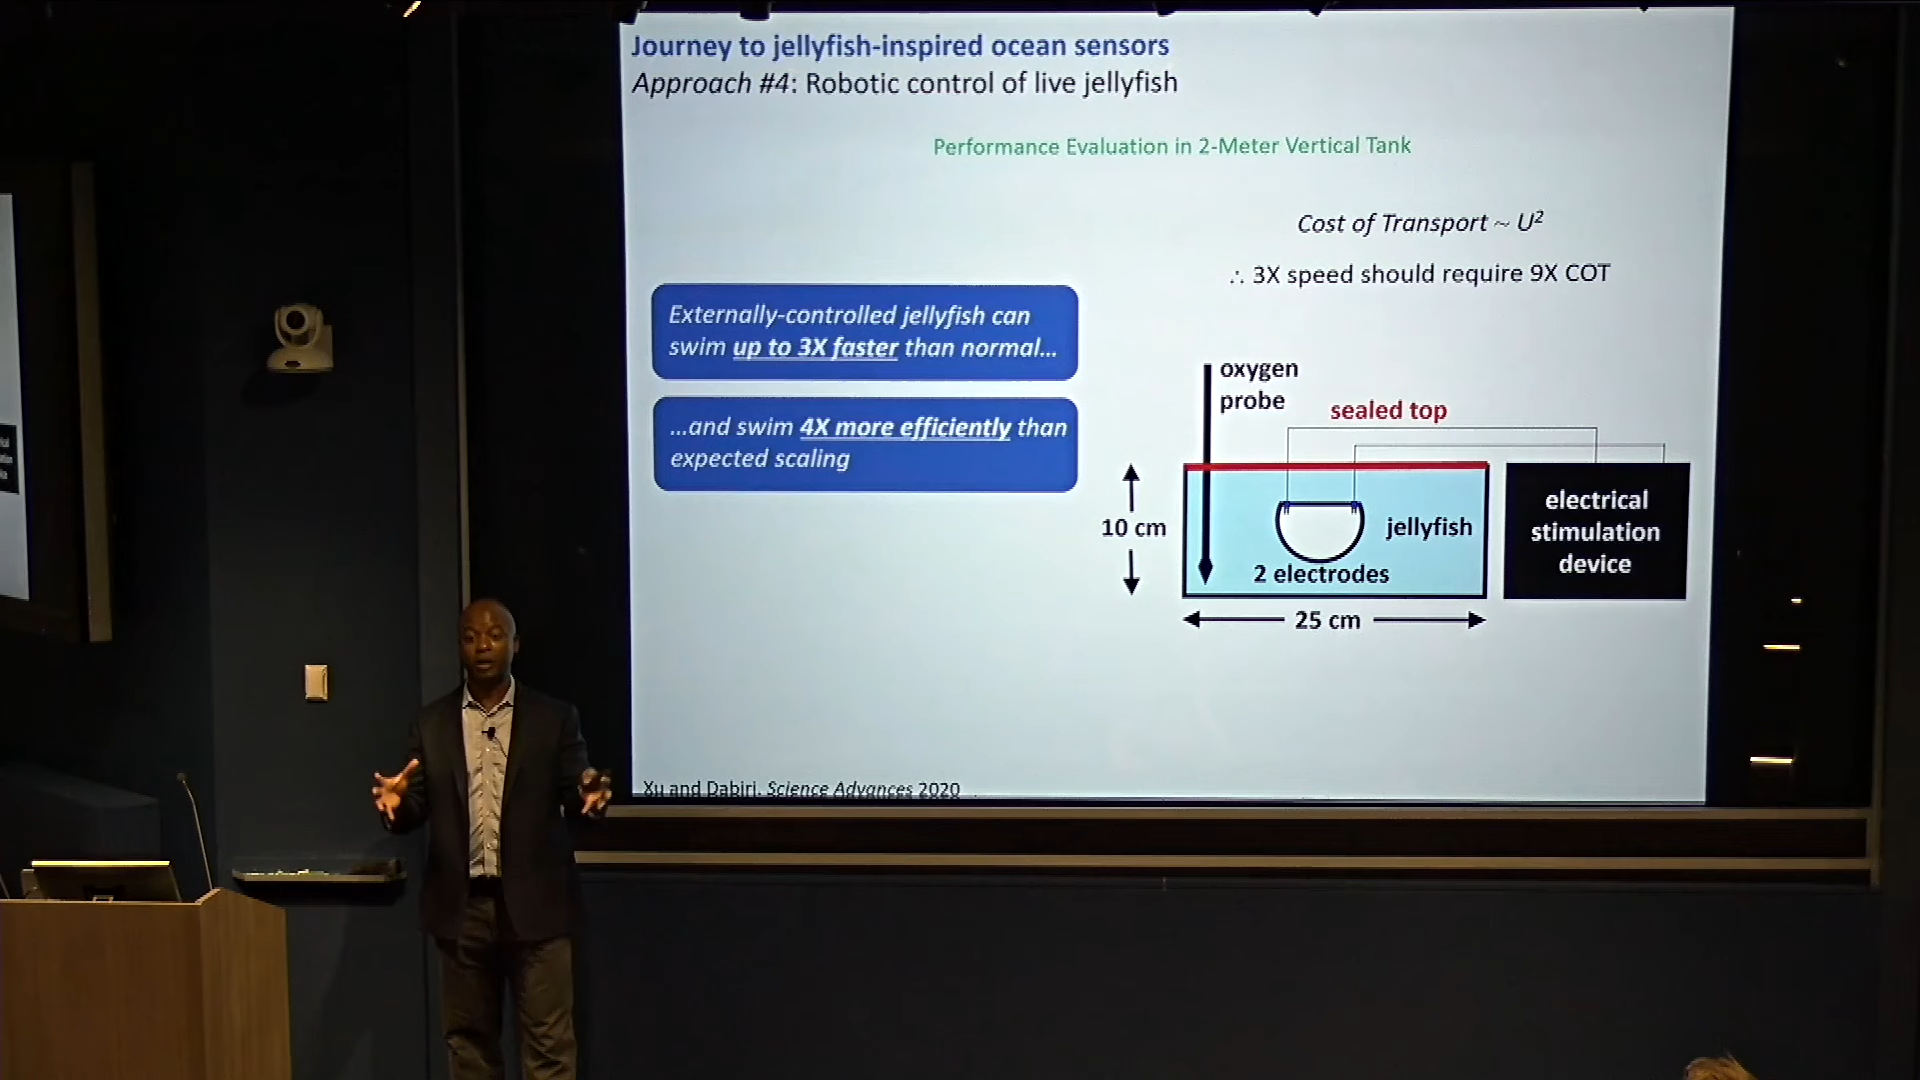 Journey to jellyfish-inspired ocean sensors
Approach #4: Robotic control of live jellyfish
Performance Evaluation in 2-Meter Vertical Tank
Cost of Transport ~ U²
∴ 3X speed should require 9X COT
Externally-controlled jellyfish can
swim up to 3X faster than normal...
...and swim 4X more efficiently than
expected scaling
oxygen
probe
sealed top
10 cm
jellyfish
2 electrodes
25 cm
electrical
stimulation
device
Xu and Dabiri, Science Advances 2020